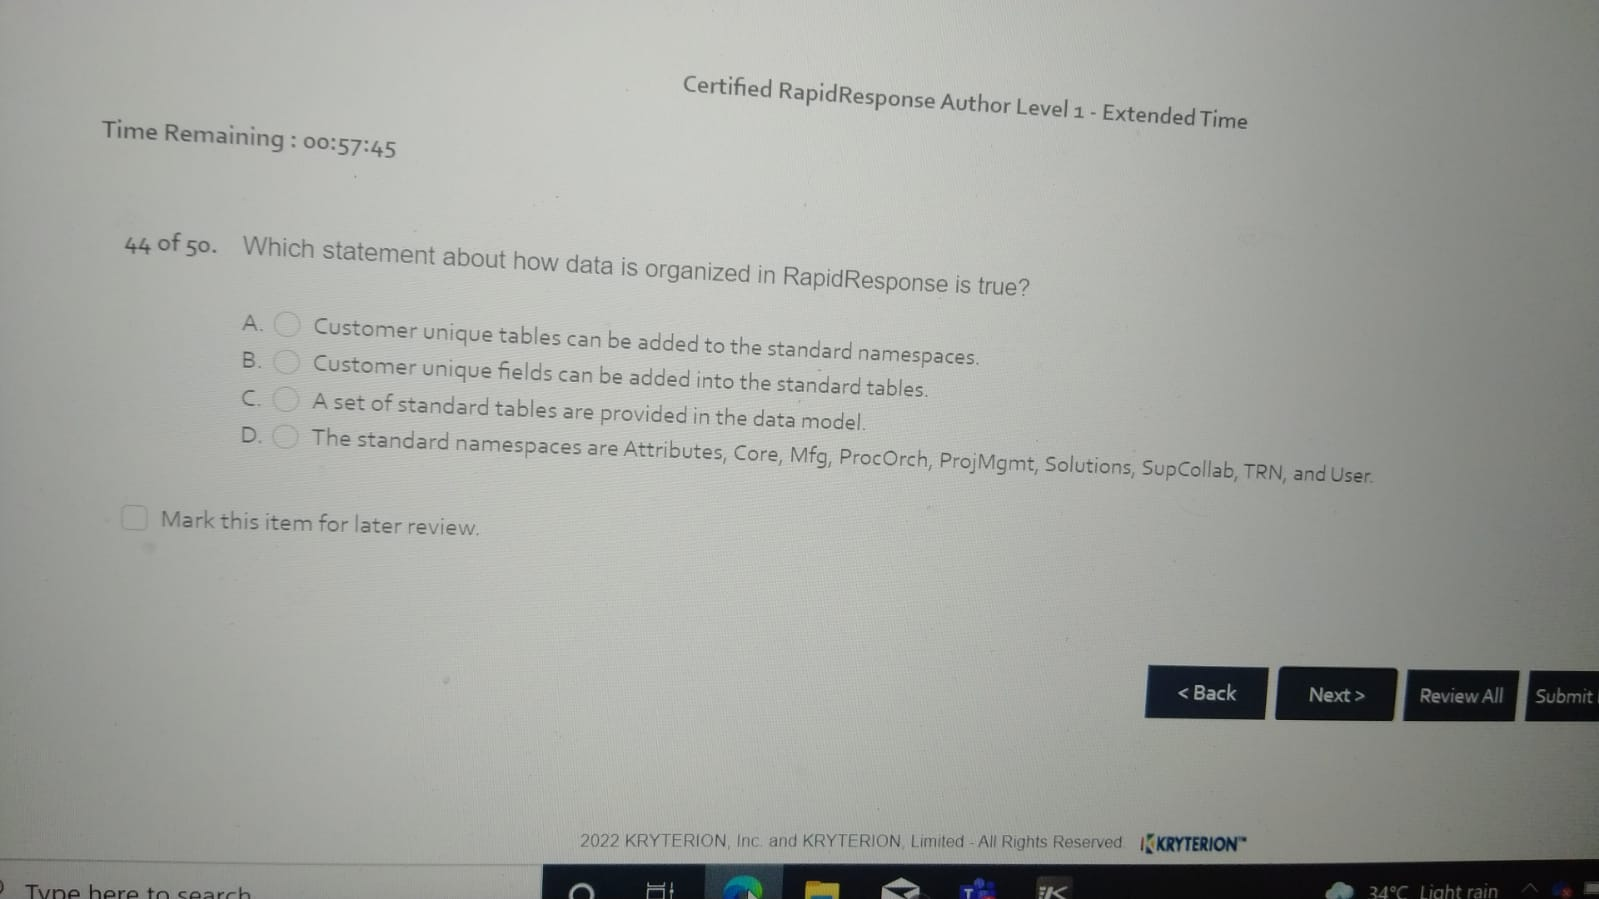 Certified RapidResponse Author Level 1 - Extended Time
Time Remaining : 00:57:45
44 of 50. Which statement about how data is organized in RapidResponse is true?
A. Customer unique tables can be added to the standard namespaces.
B. Customer unique fields can be added into the standard tables.
C. A set of standard tables are provided in the data model.
D. The standard namespaces are Attributes, Core, Mfg, ProcOrch, ProjMgmt, Solutions, SupCollab, TRN, and User.
Mark this item for later review.
< Back Next > Review All Submit
2022 KRYTERION, Inc. and KRYTERION, Limited - All Rights Reserved. KRYTERION™
Type here to search
34°C Light rain